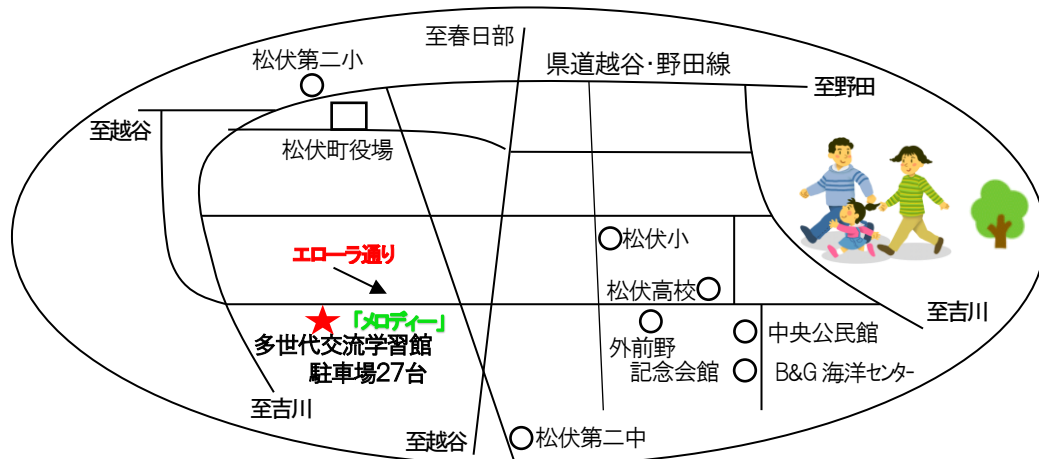 至春日部
松伏第二小
県道越谷・野田線
至野田
至越谷
松伏町役場
松伏小
エローラ通り
松伏高校
至吉川
「メロディー」
多世代交流学習館
駐車場27台
外前野
記念会館
中央公民館
B&G 海洋センター
至吉川
至越谷
松伏第二中